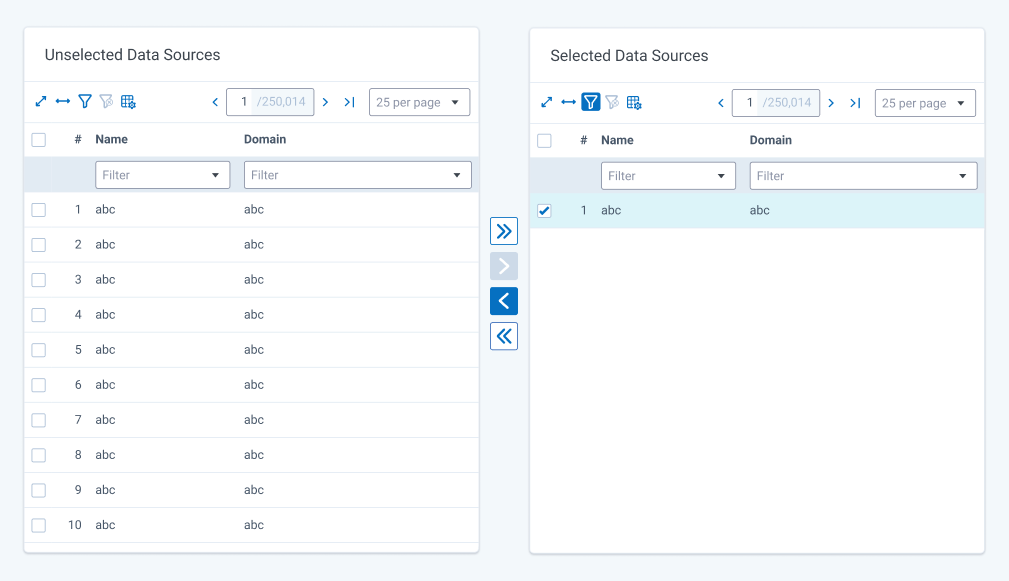 Unselected Data Sources
1 /250,014 25 per page
# Name Domain
Filter Filter
1 abc abc
2 abc abc
3 abc abc
4 abc abc
5 abc abc
6 abc abc
7 abc abc
8 abc abc
9 abc abc
10 abc abc
Selected Data Sources
1 /250,014 25 per page
# Name Domain
Filter Filter
1 abc abc